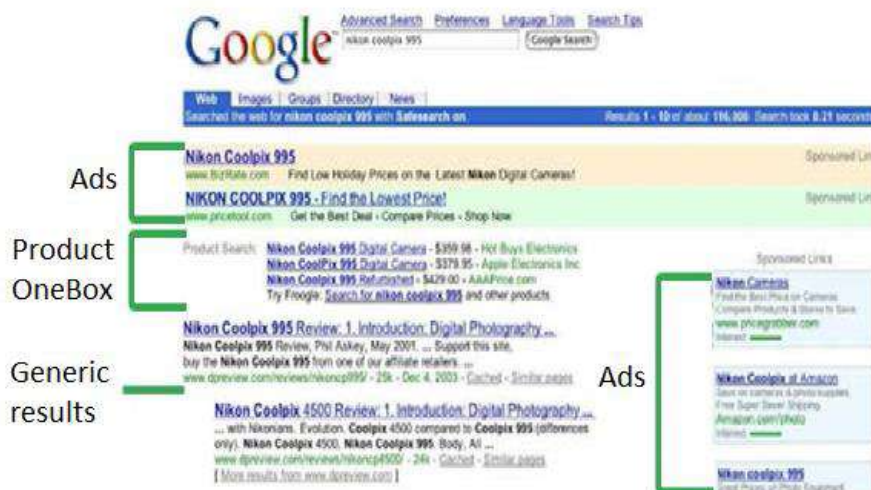 Google
Advanced Search Preferences Language Tools Search Tips
nikon coolpix 995
Google Search
Web Images Groups Directory News
Searched the web for nikon coolpix 995 with Safesearch on.
Results 1 - 10 of about 116,000. Search took 0.21 seconds
Ads
Nikon Coolpix 995
Sponsored Lin
www.BizRate.com Find Low Holiday Prices on the Latest Nikon Digital Cameras!
NIKON COOLPIX 995 - Find the Lowest Price!
Sponsored Lin
www.pricetool.com Get the Best Deal - Compare Prices - Shop Now
Product
OneBox
Product Search: Nikon Coolpix 995 Digital Camera - $359.98 - Hot Buys Electronics
Nikon CoolPix 995 Digital Camera - $379.95 - Apple Electronics Inc
Nikon Coolpix 995 Refurbished - $429.00 - AAAPrice.com
Try Froogle: Search for nikon coolpix 995 and other products
Generic
results
Nikon Coolpix 995 Review: 1. Introduction: Digital Photography ...
Nikon Coolpix 995 Review, Phil Askey, May 2001. ... Support this site,
buy the Nikon Coolpix 995 from one of our affiliate retailers. ...
www.dpreview.com/reviews/nikoncp995/ - 25k - Dec 4, 2003 - Cached - Similar pages
Nikon Coolpix 4500 Review: 1. Introduction: Digital Photography ...
... with Nikonians. Evolution. Coolpix 4500 compared to Coolpix 995 (differences
only). Nikon Coolpix 4500, Nikon Coolpix 995. Body, All ...
www.dpreview.com/reviews/nikoncp4500/ - 24k - Cached - Similar pages
[ More results from www.dpreview.com ]
Ads
Sponsored Links
Nikon Cameras
Find the Best Price on Cameras
Compare Products & Stores to Save
www.pricegrabber.com
Interest:
Nikon Coolpix at Amazon
Save on cameras & photo supplies
Free Super Saver Shipping
Amazon.com/photo
Interest:
Nikon coolpix 995